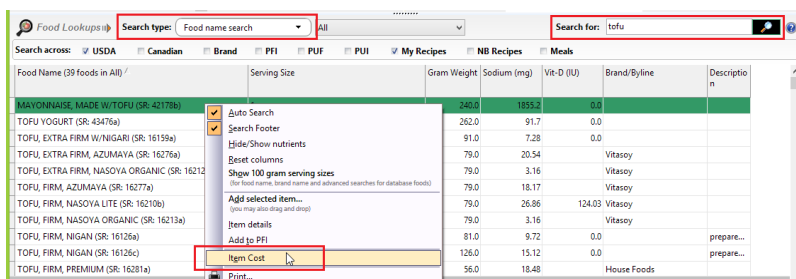 Food Lookups Search type: Food name search All Search for: tofu
Search across: USDA Canadian Brand PFI PUF PUI My Recipes NB Recipes Meals
Food Name (39 foods in All) Serving Size Gram Weight Sodium (mg) Vit-D (IU) Brand/Byline Descriptio
n
MAYONNAISE, MADE W/TOFU (SR: 42178b) 240.0 1855.2 0.0
TOFU YOGURT (SR: 43476a) 262.0 91.7 0.0
TOFU, EXTRA FIRM W/NIGARI (SR: 16159a) 91.0 7.28 0.0
TOFU, EXTRA FIRM, AZUMAYA (SR: 16276a) 79.0 20.54 Vitasoy
TOFU, EXTRA FIRM, NASOYA ORGANIC (SR: 16212 79.0 3.16 Vitasoy
TOFU, FIRM, AZUMAYA (SR: 16277a) 79.0 18.17 Vitasoy
TOFU, FIRM, NASOYA LITE (SR: 16210b) 79.0 26.86 124.03 Vitasoy
TOFU, FIRM, NASOYA ORGANIC (SR: 16213a) 79.0 3.16 Vitasoy
TOFU, FIRM, NIGAN (SR: 16126a) 81.0 9.72 0.0 prepare...
TOFU, FIRM, NIGAN (SR: 16126c) 126.0 15.12 0.0 prepare...
TOFU, FIRM, PREMIUM (SR: 16281a) 56.0 18.48 House Foods
Auto Search
Search Footer
Hide/Show nutrients
Reset columns
Show 100 gram serving sizes
(for food name, brand name and advanced searches for database foods)
Add selected item...
(you may also drag and drop)
Item details
Add to PFI
Item Cost
Print...